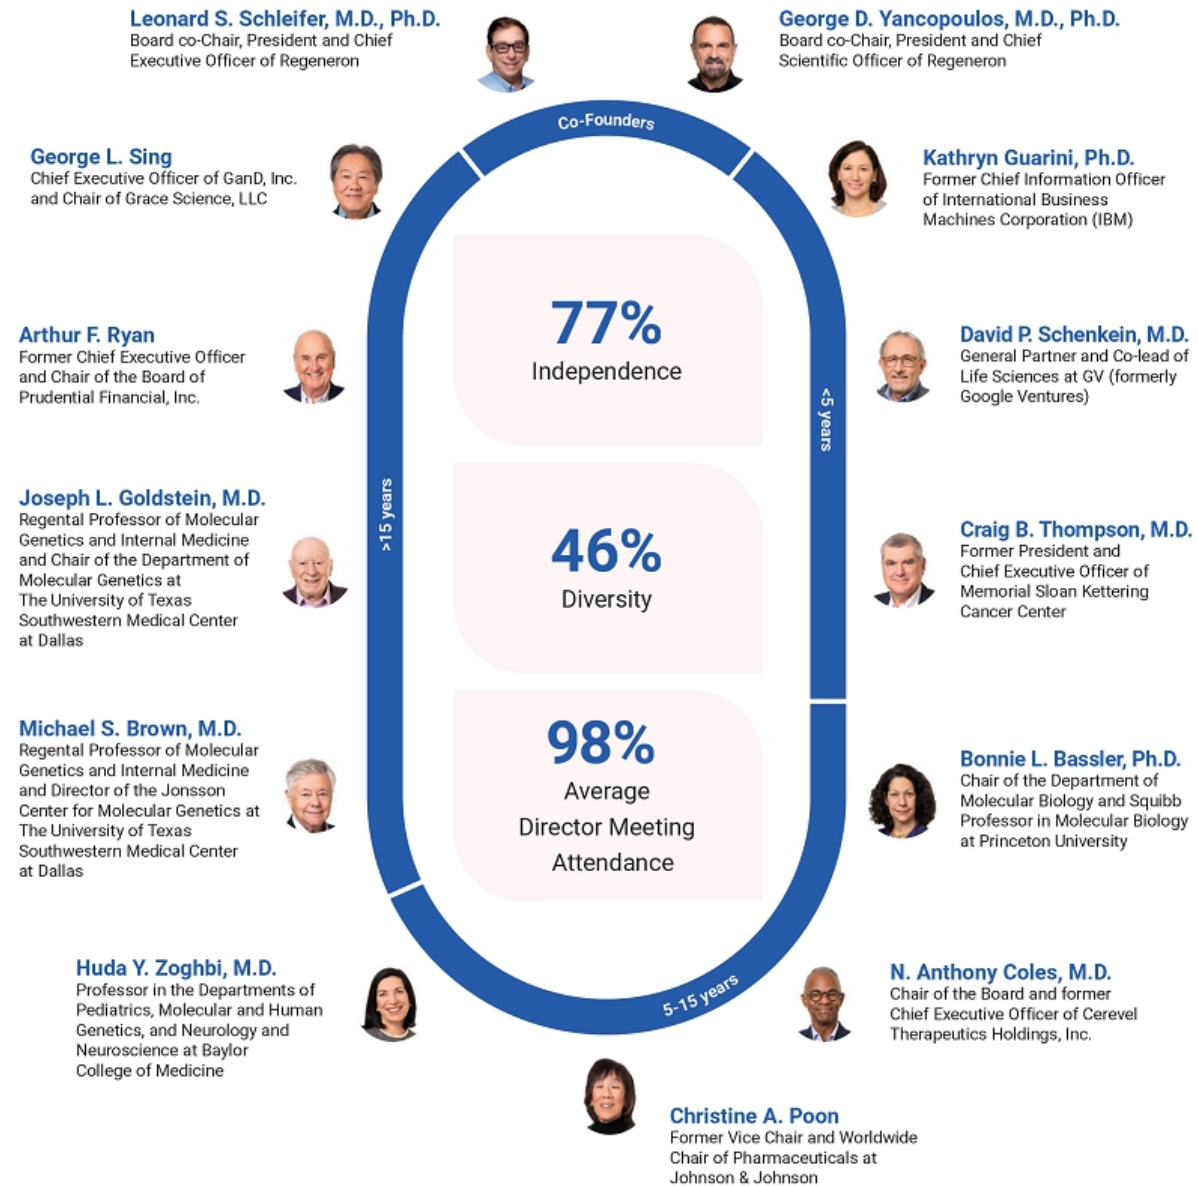 Leonard S. Schleifer, M.D., Ph.D.
Board co-Chair, President and Chief
Executive Officer of Regeneron
George D. Yancopoulos, M.D., Ph.D.
Board co-Chair, President and Chief
Scientific Officer of Regeneron
Co-Founders
George L. Sing
Chief Executive Officer of GanD, Inc.
and Chair of Grace Science, LLC
Kathryn Guarini, Ph.D.
Former Chief Information Officer
of International Business
Machines Corporation (IBM)
77%
Independence
Arthur F. Ryan
Former Chief Executive Officer
and Chair of the Board of
Prudential Financial, Inc.
David P. Schenkein, M.D.
General Partner and Co-lead of
Life Sciences at GV (formerly
Google Ventures)
<5 years
>15 years
Joseph L. Goldstein, M.D.
Regental Professor of Molecular
Genetics and Internal Medicine
and Chair of the Department of
Molecular Genetics at
The University of Texas
Southwestern Medical Center
at Dallas
46%
Diversity
Craig B. Thompson, M.D.
Former President and
Chief Executive Officer of
Memorial Sloan Kettering
Cancer Center
Michael S. Brown, M.D.
Regental Professor of Molecular
Genetics and Internal Medicine
and Director of the Jonsson
Center for Molecular Genetics at
The University of Texas
Southwestern Medical Center
at Dallas
98%
Average
Director Meeting
Attendance
Bonnie L. Bassler, Ph.D.
Chair of the Department of
Molecular Biology and Squibb
Professor in Molecular Biology
at Princeton University
Huda Y. Zoghbi, M.D.
Professor in the Departments of
Pediatrics, Molecular and Human
Genetics, and Neurology and
Neuroscience at Baylor
College of Medicine
5-15 years
N. Anthony Coles, M.D.
Chair of the Board and former
Chief Executive Officer of Cerevel
Therapeutics Holdings, Inc.
Christine A. Poon
Former Vice Chair and Worldwide
Chair of Pharmaceuticals at
Johnson & Johnson